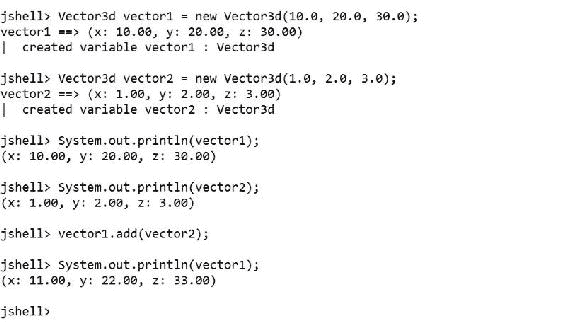 jshell> Vector3d vector1 = new Vector3d(10.0, 20.0, 30.0);
vector1 ==> (x: 10.00, y: 20.00, z: 30.00)
|  created variable vector1 : Vector3d
jshell> Vector3d vector2 = new Vector3d(1.0, 2.0, 3.0);
vector2 ==> (x: 1.00, y: 2.00, z: 3.00)
|  created variable vector2 : Vector3d
jshell> System.out.println(vector1);
(x: 10.00, y: 20.00, z: 30.00)
jshell> System.out.println(vector2);
(x: 1.00, y: 2.00, z: 3.00)
jshell> vector1.add(vector2);
jshell> System.out.println(vector1);
(x: 11.00, y: 22.00, z: 33.00)
jshell>